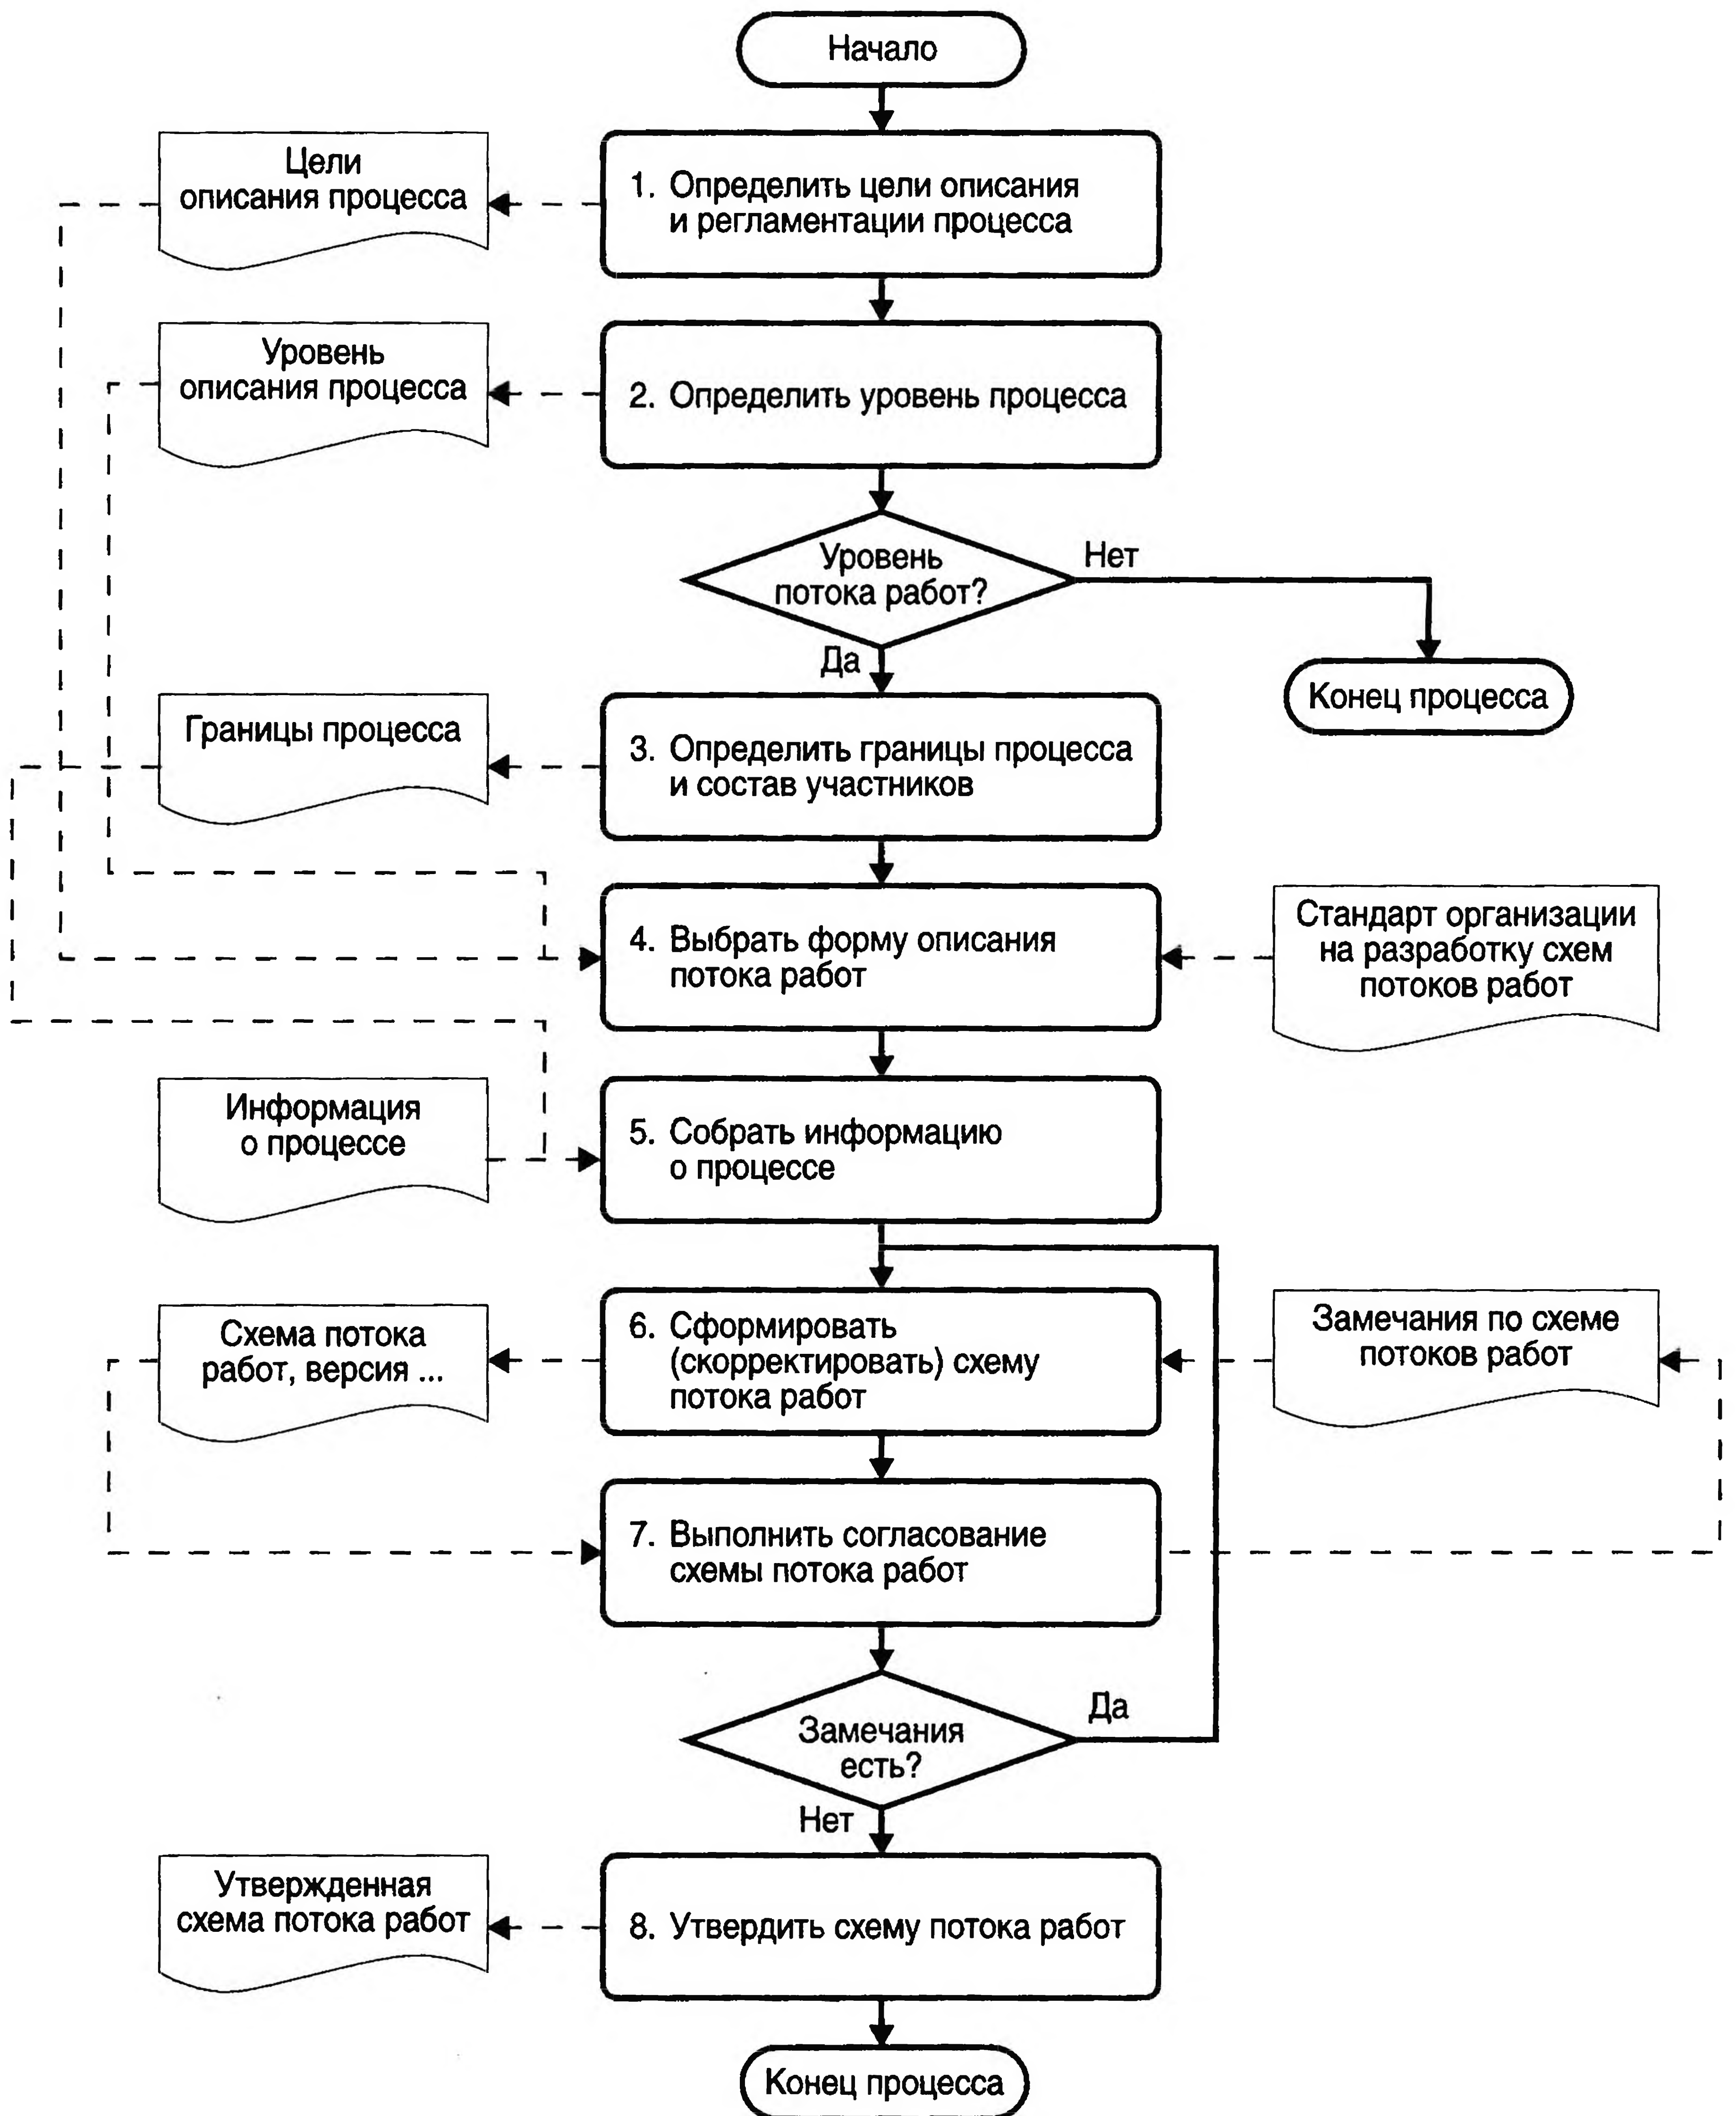 Начало
Цели
описания процесса
1. Определить цели описания
и регламентации процесса
Уровень
описания процесса
2. Определить уровень процесса
Уровень
потока работ?
Нет
Да
Конец процесса
Границы процесса
3. Определить границы процесса
и состав участников
4. Выбрать форму описания
потока работ
Стандарт организации
на разработку схем
потоков работ
Информация
о процессе
5. Собрать информацию
о процессе
Схема потока
работ, версия ...
6. Сформировать
(скорректировать) схему
потока работ
Замечания по схеме
потоков работ
7. Выполнить согласование
схемы потока работ
Замечания
есть?
Да
Нет
Утвержденная
схема потока работ
8. Утвердить схему потока работ
Конец процесса